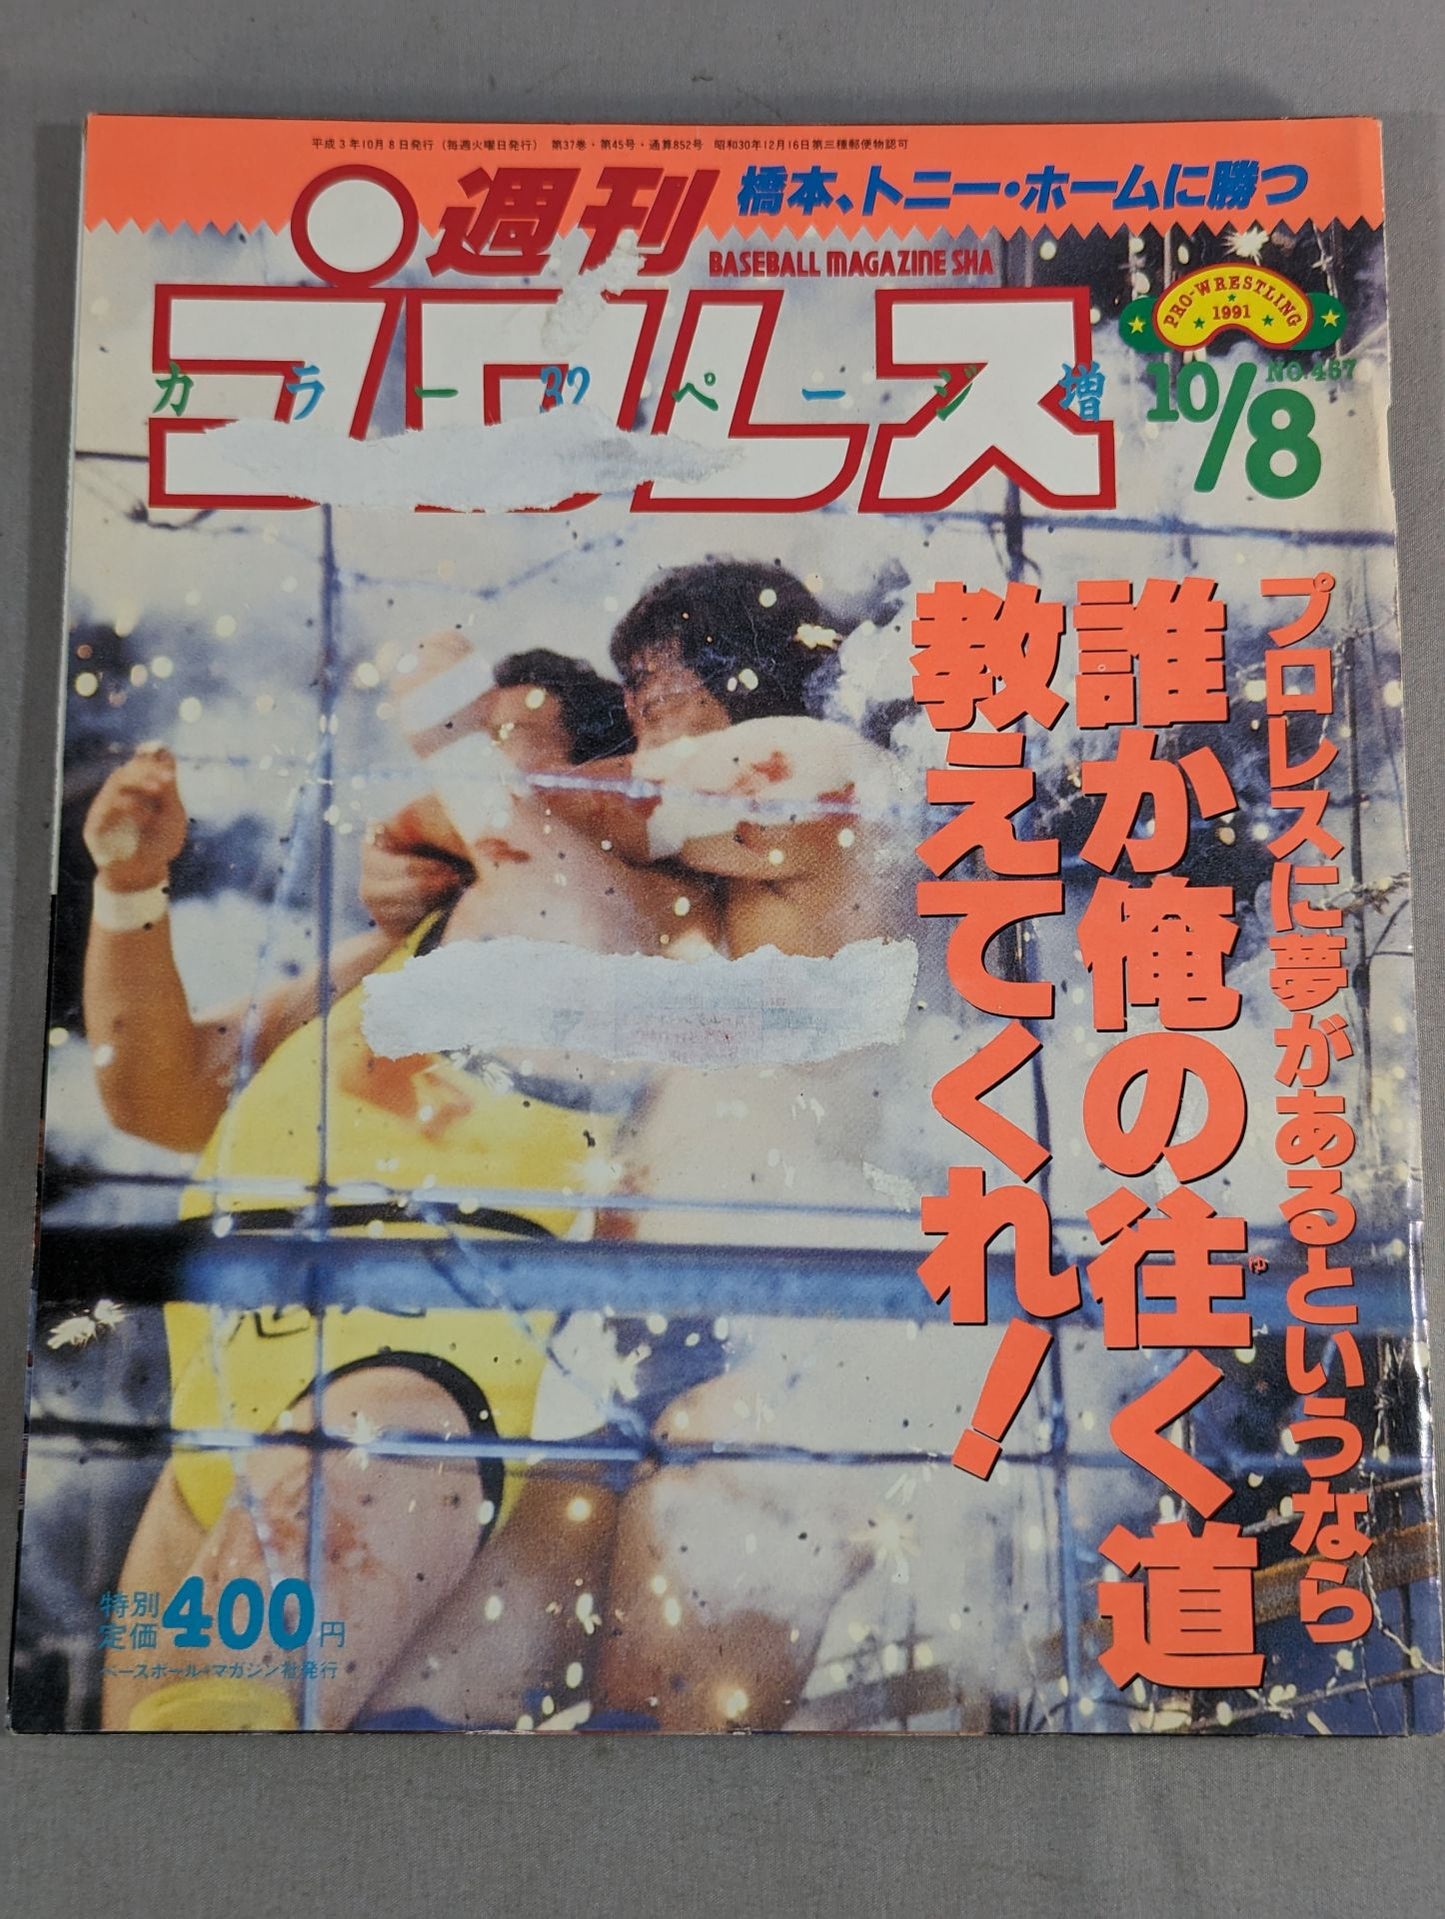 平成3年10月8日発行（毎週火曜日発行） 第37巻・第45号・通算852号 昭和30年12月16日第三種郵便物認可
週刊
橋本、トニー・ホームに勝つ
BASEBALL MAGAZINE SHA
プロレス
PRO-WRESTLING
1991
カラー32ページ増
NO.467
10/8
プロレスに夢があるというなら
誰か俺の往く道
ゆ
教えてくれ！
特別
定価400円
ベースボール・マガジン社発行